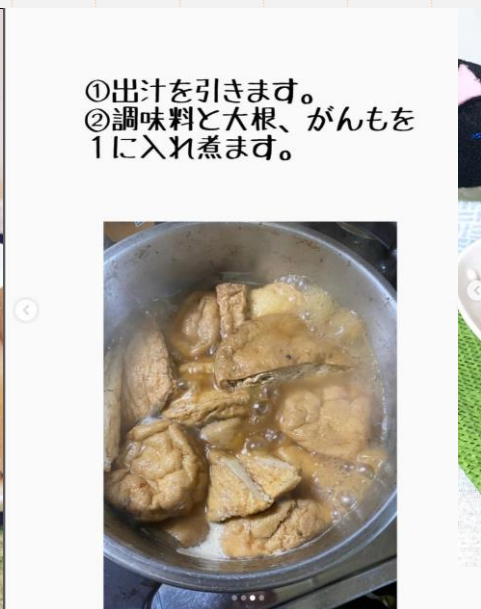 ①出汁を引きます。
②調味料と大根、がんもを
１に入れ煮ます。